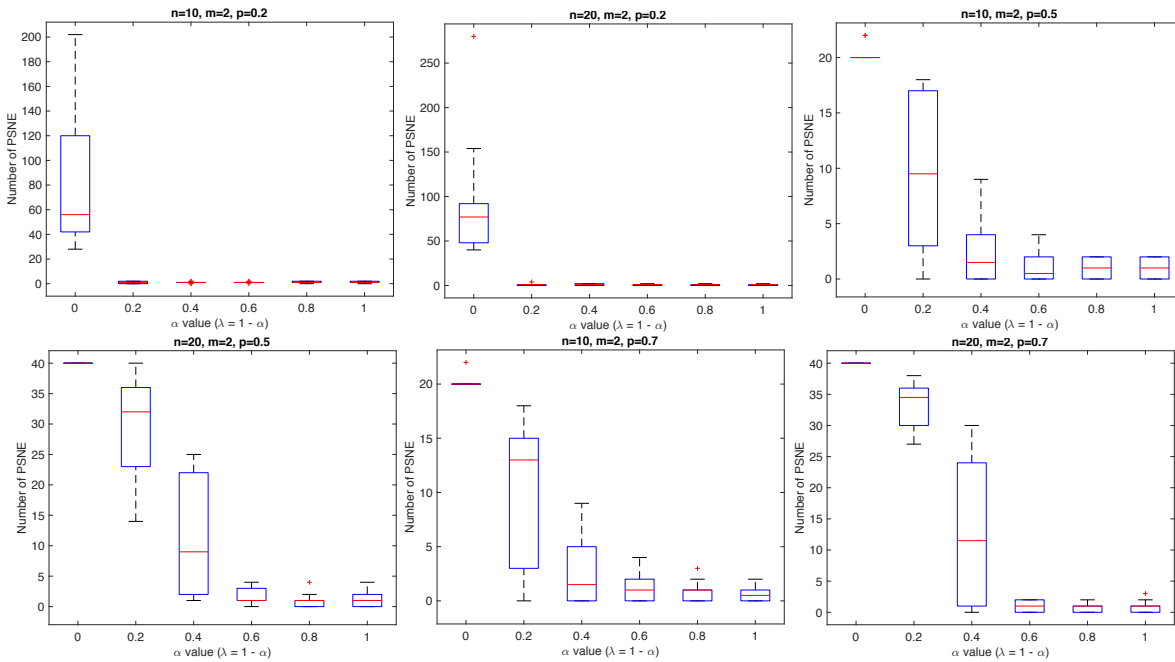 n=10, m=2, p=0.2
Number of PSNE
200
180
160
140
120
100
80
60
40
20
0
0 0.2 0.4 0.6 0.8 1
α value (λ = 1 - α)
n=20, m=2, p=0.2
Number of PSNE
250
200
150
100
50
0
0 0.2 0.4 0.6 0.8 1
α value (λ = 1 - α)
n=10, m=2, p=0.5
Number of PSNE
20
15
10
5
0
0 0.2 0.4 0.6 0.8 1
α value (λ = 1 - α)
n=20, m=2, p=0.5
Number of PSNE
40
35
30
25
20
15
10
5
0
0 0.2 0.4 0.6 0.8 1
α value (λ = 1 - α)
n=10, m=2, p=0.7
Number of PSNE
20
15
10
5
0
0 0.2 0.4 0.6 0.8 1
α value (λ = 1 - α)
n=20, m=2, p=0.7
Number of PSNE
40
35
30
25
20
15
10
5
0
0 0.2 0.4 0.6 0.8 1
α value (λ = 1 - α)